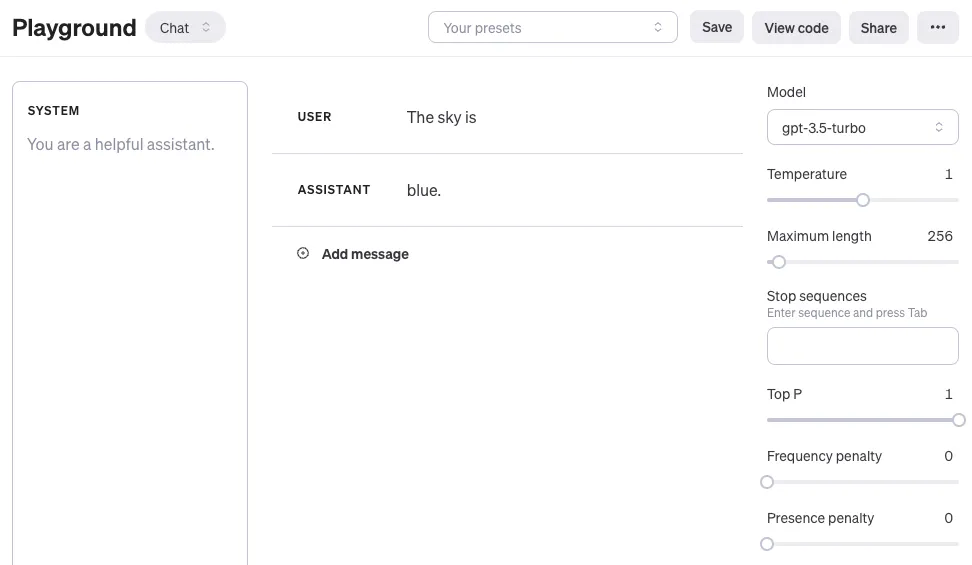 Playground
Chat
Your presets
Save
View code
Share
SYSTEM
You are a helpful assistant.
USER
The sky is
ASSISTANT
blue.
Add message
Model
gpt-3.5-turbo
Temperature 1
Maximum length 256
Stop sequences
Enter sequence and press Tab
Top P 1
Frequency penalty 0
Presence penalty 0